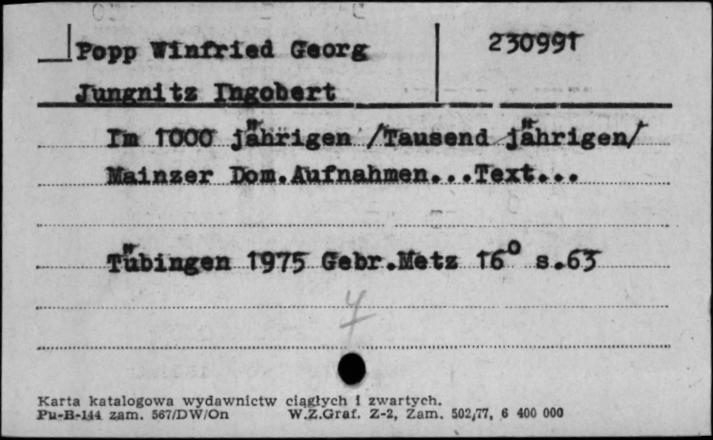 Popp Winfried Georg 230991
Jungnitz Ingobert
Im 1000 jährigen /Tausend jährigen/
Mainzer Dom.Aufnahmen...Text...
Tübingen 1975 Gebr.Metz 16° s.63
4
Karta katalogowa wydawnictw ciągłych i zwartych.
Pu-B-144 zam. 567/DW/On W.Z.Graf. Z-2, Zam. 502/77, 6 400 000